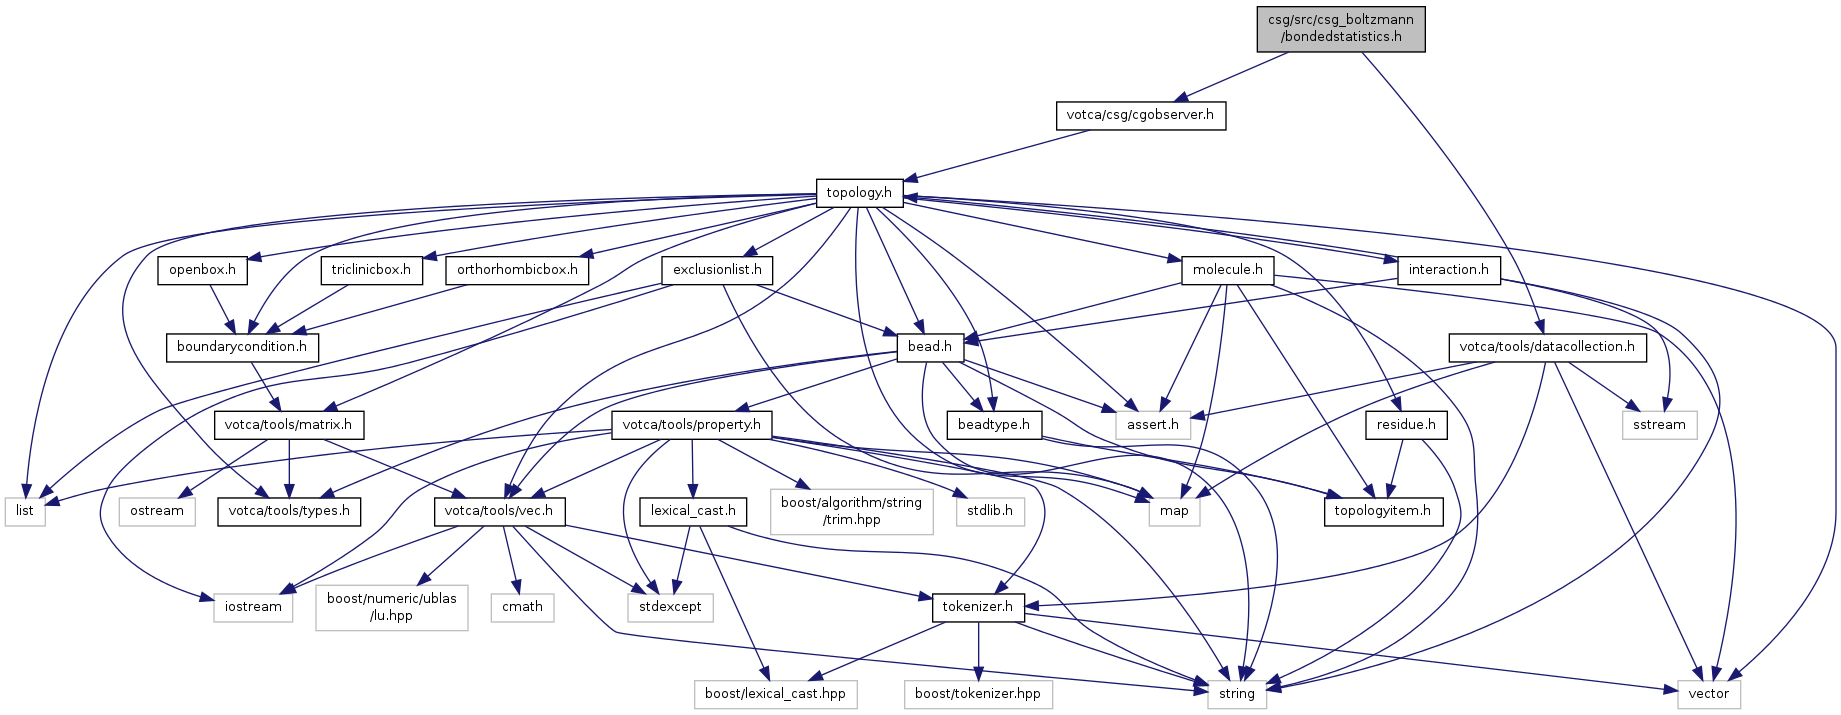 csg/src/csg_boltzmann
/bondedstatistics.h
votca/csg/cgobserver.h
topology.h
openbox.h
triclinicbox.h
orthorhombicbox.h
exclusionlist.h
molecule.h
interaction.h
boundarycondition.h
bead.h
votca/tools/datacollection.h
votca/tools/matrix.h
votca/tools/property.h
beadtype.h
assert.h
residue.h
sstream
list
ostream
votca/tools/types.h
votca/tools/vec.h
lexical_cast.h
boost/algorithm/string
/trim.hpp
stdlib.h
map
topologyitem.h
iostream
boost/numeric/ublas
/lu.hpp
cmath
stdexcept
tokenizer.h
boost/lexical_cast.hpp
boost/tokenizer.hpp
string
vector